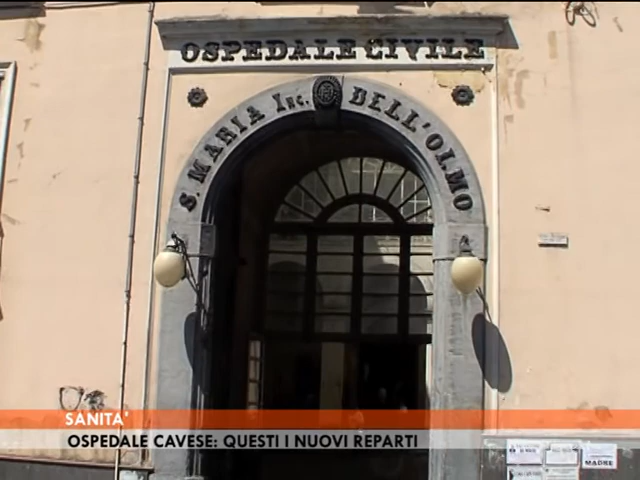 OSPEDALE CIVILE
S. MARIA Inc. DELL'OLMO
SANITA'
OSPEDALE CAVESE: QUESTI I NUOVI REPARTI
MADRE